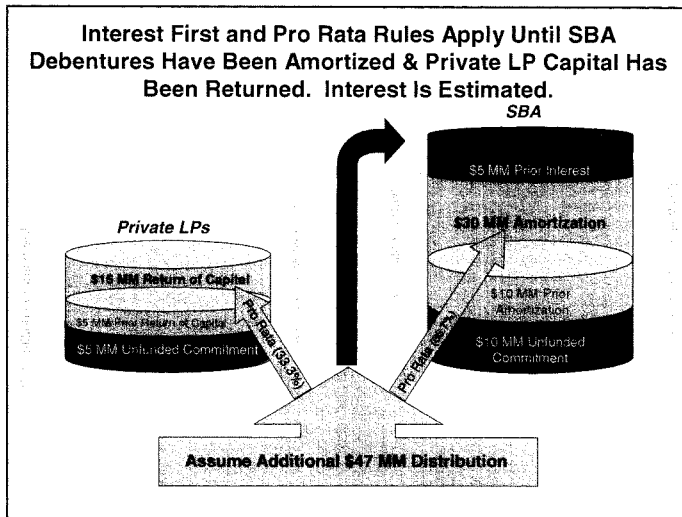 Interest First and Pro Rata Rules Apply Until SBA
Debentures Have Been Amortized & Private LP Capital Has
Been Returned.  Interest Is Estimated.
SBA
$5 MM Prior Interest
$30 MM Amortization
$10 MM Prior
Amortization
$10 MM Unfunded
Commitment
Private LPs
$15 MM Return of Capital
$5 MM Prior Return of Capital
$5 MM Unfunded Commitment
Pro Rata (33.3%)
Pro Rata (66.7%)
Assume Additional $47 MM Distribution